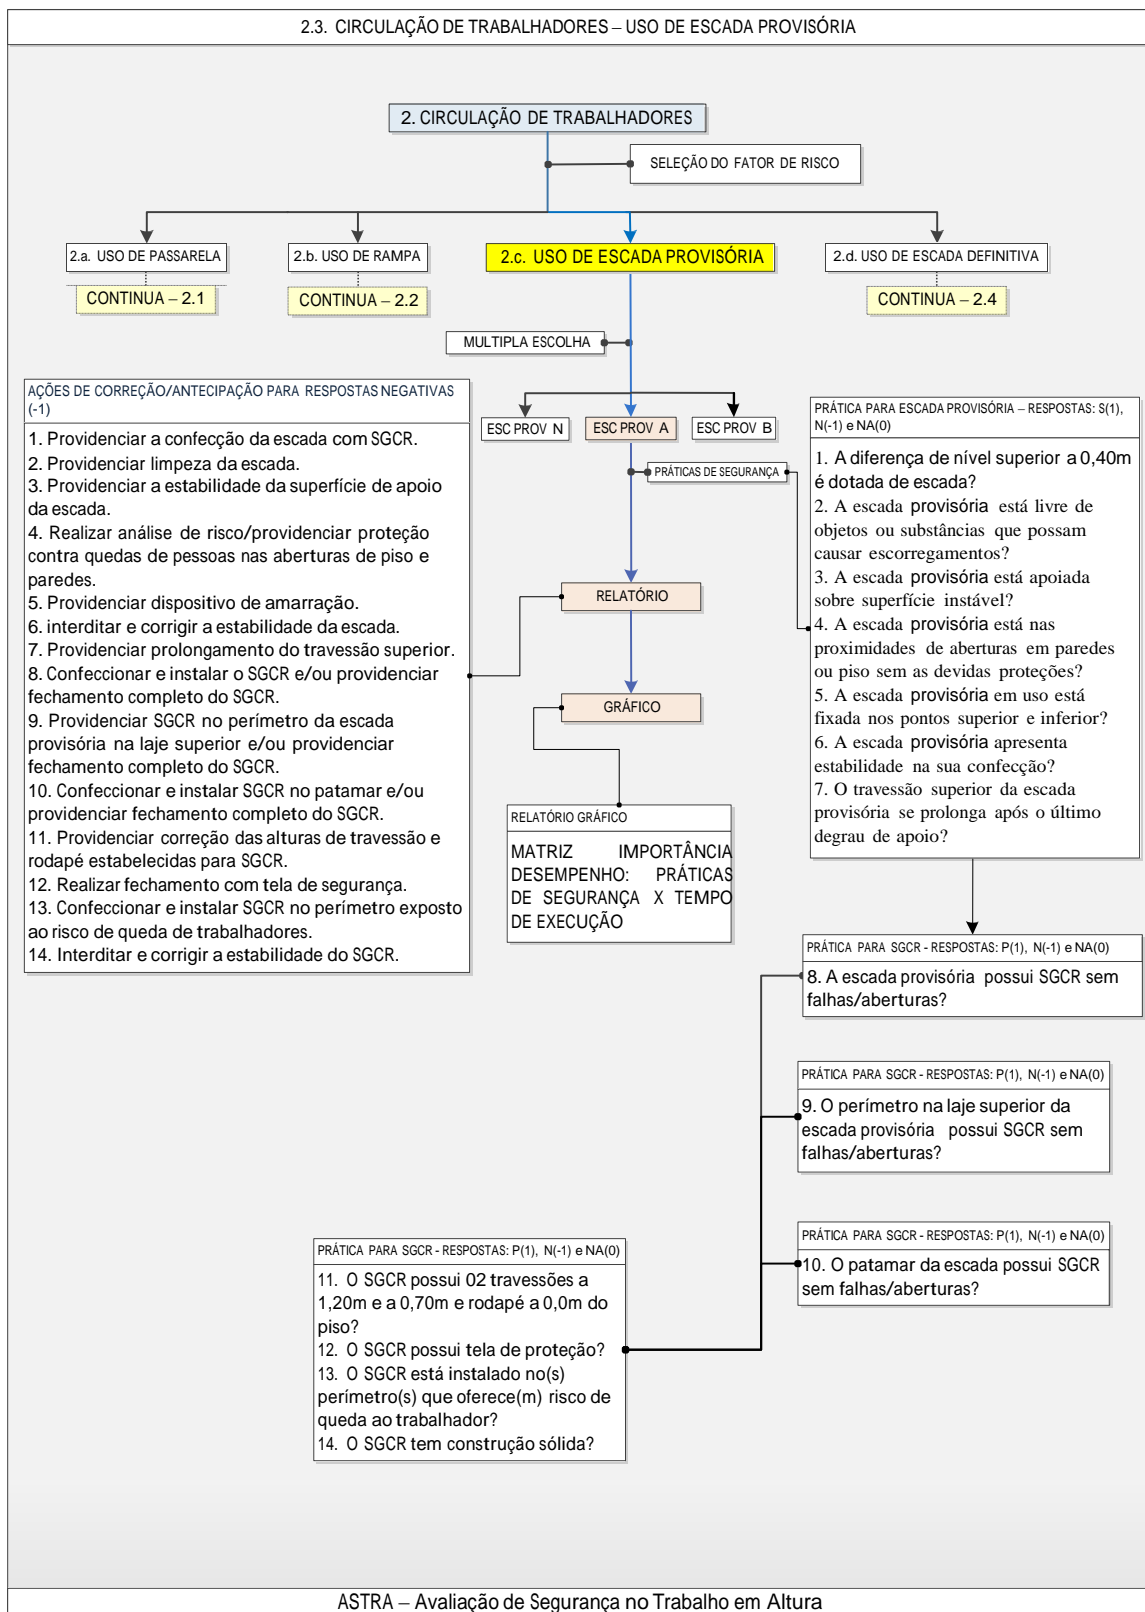 2.3. CIRCULAÇÃO DE TRABALHADORES – USO DE ESCADA PROVISÓRIA
2. CIRCULAÇÃO DE TRABALHADORES
SELEÇÃO DO FATOR DE RISCO
2.a. USO DE PASSARELA
2.b. USO DE RAMPA
2.c. USO DE ESCADA PROVISÓRIA
2.d. USO DE ESCADA DEFINITIVA
CONTINUA – 2.1
CONTINUA – 2.2
CONTINUA – 2.4
MULTIPLA ESCOLHA
ESC PROV N
ESC PROV A
ESC PROV B
PRÁTICAS DE SEGURANÇA
AÇÕES DE CORREÇÃO/ANTECIPAÇÃO PARA RESPOSTAS NEGATIVAS
(-1)
1. Providenciar a confecção da escada com SGCR.
2. Providenciar limpeza da escada.
3. Providenciar a estabilidade da superfície de apoio
da escada.
4. Realizar análise de risco/providenciar proteção
contra quedas de pessoas nas aberturas de piso e
paredes.
5. Providenciar dispositivo de amarração.
6. interditar e corrigir a estabilidade da escada.
7. Providenciar prolongamento do travessão superior.
8. Confeccionar e instalar o SGCR e/ou providenciar
fechamento completo do SGCR.
9. Providenciar SGCR no perímetro da escada
provisória na laje superior e/ou providenciar
fechamento completo do SGCR.
10. Confeccionar e instalar SGCR no patamar e/ou
providenciar fechamento completo do SGCR.
11. Providenciar correção das alturas de travessão e
rodapé estabelecidas para SGCR.
12. Realizar fechamento com tela de segurança.
13. Confeccionar e instalar SGCR no perímetro exposto
ao risco de queda de trabalhadores.
14. Interditar e corrigir a estabilidade do SGCR.
RELATÓRIO
GRÁFICO
RELATÓRIO GRÁFICO
MATRIZ IMPORTÂNCIA
DESEMPENHO: PRÁTICAS
DE SEGURANÇA X TEMPO
DE EXECUÇÃO
PRÁTICA PARA ESCADA PROVISÓRIA – RESPOSTAS: S(1),
N(-1) e NA(0)
1. A diferença de nível superior a 0,40m
é dotada de escada?
2. A escada provisória está livre de
objetos ou substâncias que possam
causar escorregamentos?
3. A escada provisória está apoiada
sobre superfície instável?
4. A escada provisória está nas
proximidades de aberturas em paredes
ou piso sem as devidas proteções?
5. A escada provisória em uso está
fixada nos pontos superior e inferior?
6. A escada provisória apresenta
estabilidade na sua confecção?
7. O travessão superior da escada
provisória se prolonga após o último
degrau de apoio?
PRÁTICA PARA SGCR - RESPOSTAS: P(1), N(-1) e NA(0)
8. A escada provisória possui SGCR sem
falhas/aberturas?
PRÁTICA PARA SGCR - RESPOSTAS: P(1), N(-1) e NA(0)
9. O perímetro na laje superior da
escada provisória possui SGCR sem
falhas/aberturas?
PRÁTICA PARA SGCR - RESPOSTAS: P(1), N(-1) e NA(0)
10. O patamar da escada possui SGCR
sem falhas/aberturas?
PRÁTICA PARA SGCR - RESPOSTAS: P(1), N(-1) e NA(0)
11. O SGCR possui 02 travessões a
1,20m e a 0,70m e rodapé a 0,0m do
piso?
12. O SGCR possui tela de proteção?
13. O SGCR está instalado no(s)
perímetro(s) que oferece(m) risco de
queda ao trabalhador?
14. O SGCR tem construção sólida?
ASTRA – Avaliação de Segurança no Trabalho em Altura